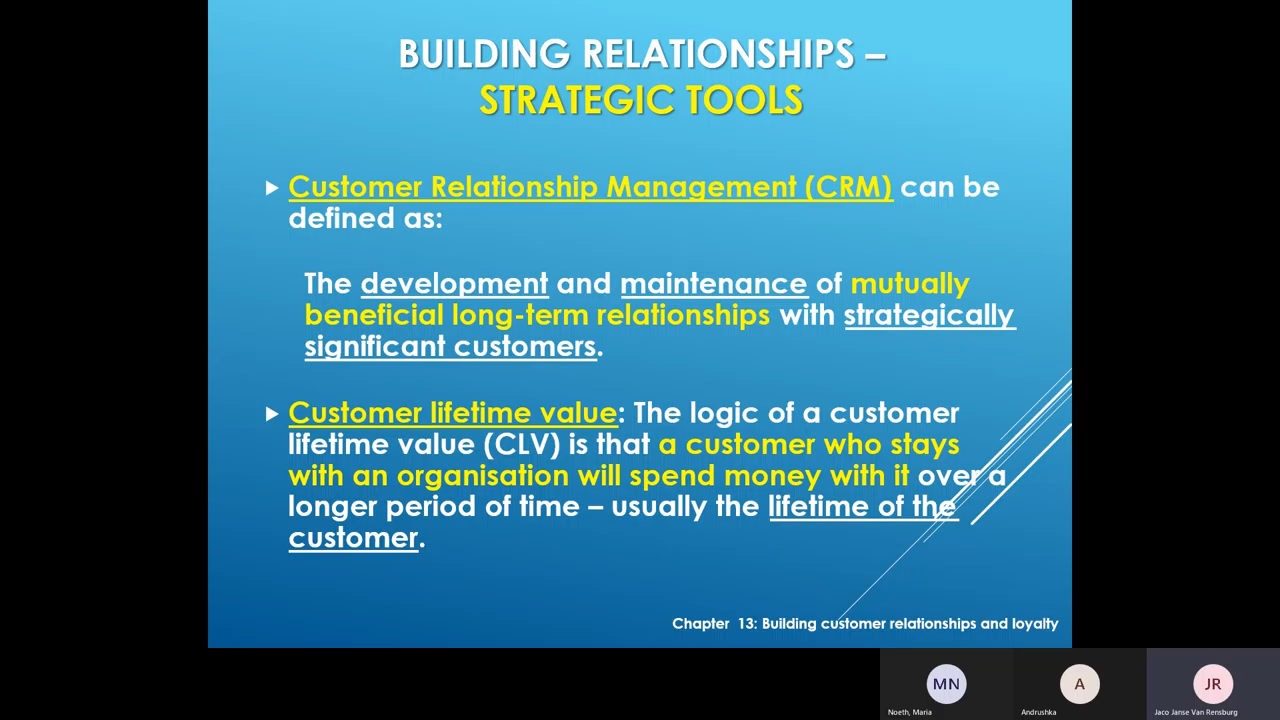 BUILDING RELATIONSHIPS –
STRATEGIC TOOLS
Customer Relationship Management (CRM) can be
defined as:
The development and maintenance of mutually
beneficial long-term relationships with strategically
significant customers.
Customer lifetime value: The logic of a customer
lifetime value (CLV) is that a customer who stays
with an organisation will spend money with it over a
longer period of time – usually the lifetime of the
customer.
Chapter 13: Building customer relationships and loyalty
MN
A
JR
Noeth, Maria
Andrushka
Jaco Janse Van Rensburg